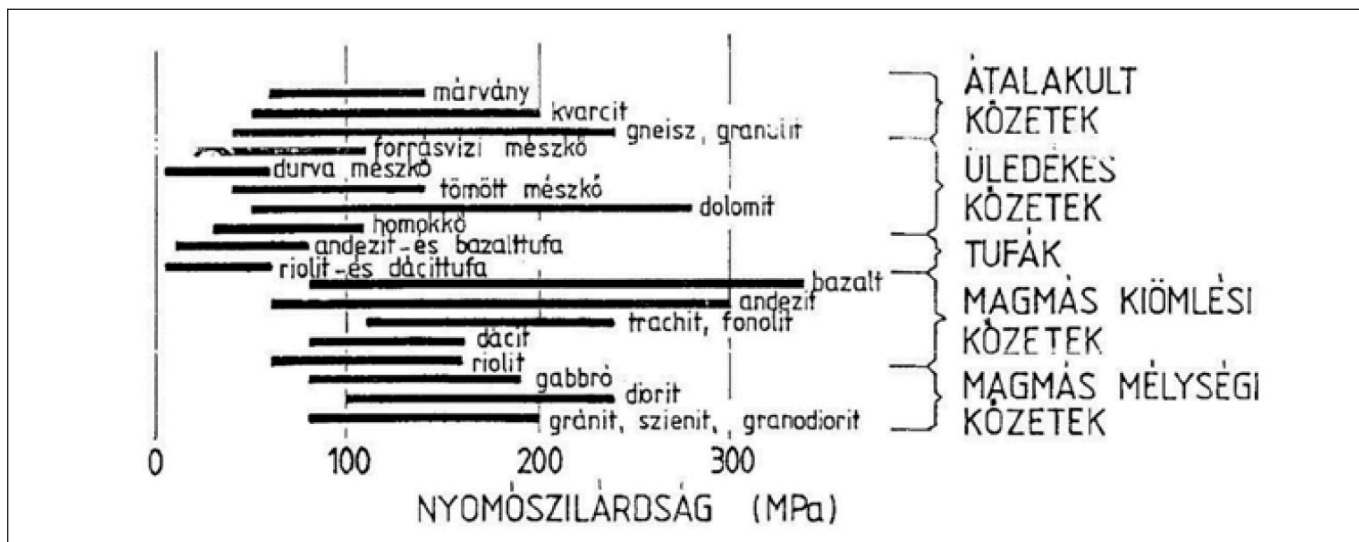 márvány
kvarcit
gneisz, granulit
forrásvizi mészkő
durva mészkő
tömött mészkő
dolomit
homokkő
andezit-és bazalttufa
riolit-és dácittufa
bazalt
andezit
trachit, fonolit
dácit
riolit
gabbró
diorit
gránit, szienit, granodiorit
ÁTALAKULT
KŐZETEK
ÜLEDÉKES
KŐZETEK
TUFÁK
MAGMÁS KIÖMLÉSI
KŐZETEK
MAGMÁS MÉLYSÉGI
KŐZETEK
0 100 200 300
NYOMÓSZILÁRDSÁG (MPa)